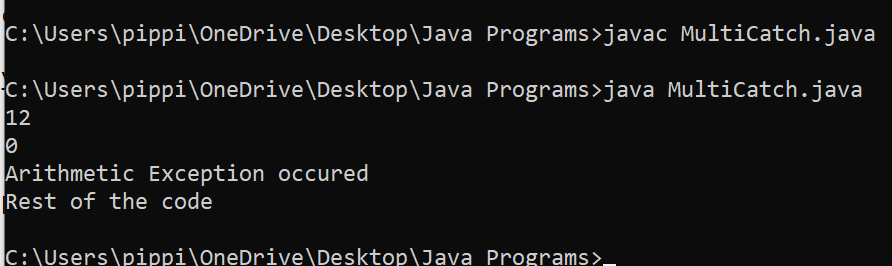 C:\Users\pippi\OneDrive\Desktop\Java Programs>javac MultiCatch.java
C:\Users\pippi\OneDrive\Desktop\Java Programs>java MultiCatch.java
12
0
Arithmetic Exception occured
Rest of the code
C:\Users\pippi\OneDrive\Desktop\Java Programs>_